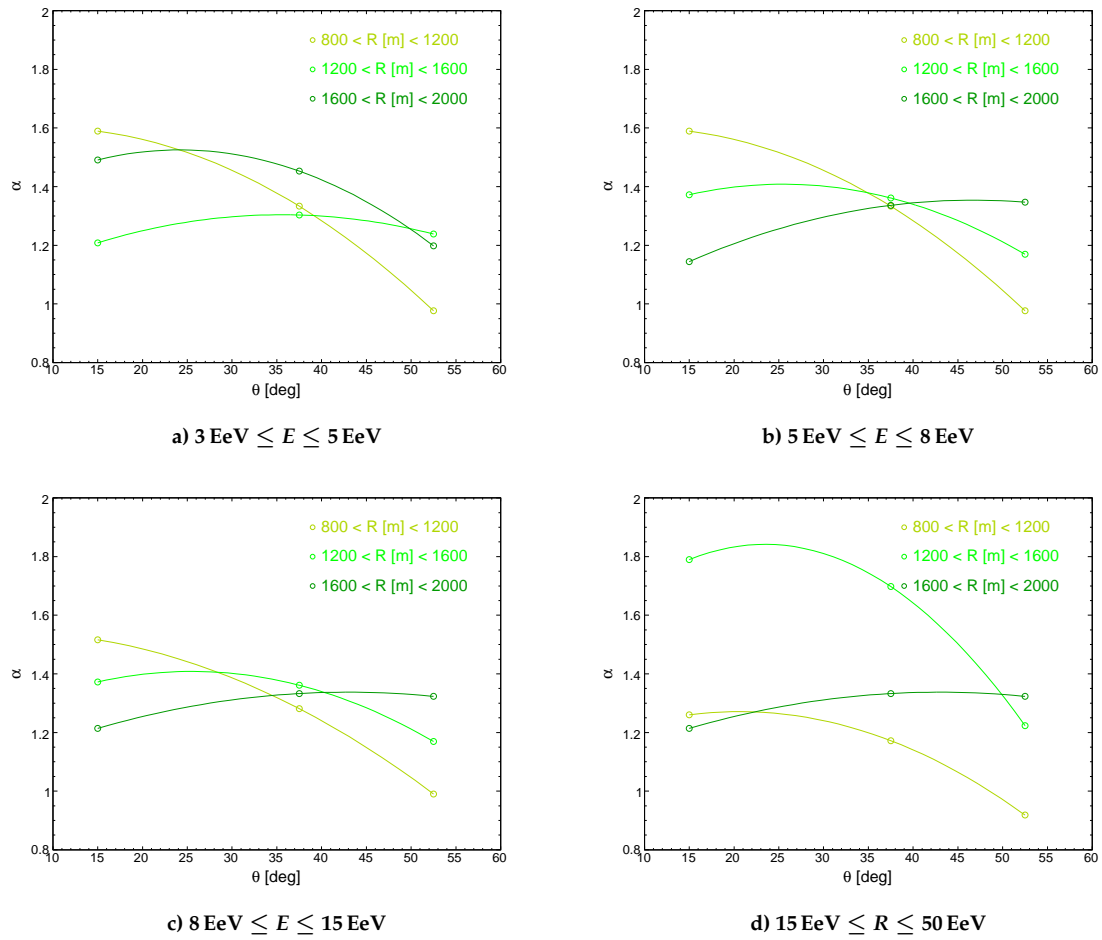 2
1.8
1.6
1.4
1.2
1
0.8
α
10 15 20 25 30 35 40 45 50 55 60
θ [deg]
800 < R [m] < 1200
1200 < R [m] < 1600
1600 < R [m] < 2000
a) 3 EeV ≤ E ≤ 5 EeV
2
1.8
1.6
1.4
1.2
1
0.8
α
10 15 20 25 30 35 40 45 50 55 60
θ [deg]
800 < R [m] < 1200
1200 < R [m] < 1600
1600 < R [m] < 2000
b) 5 EeV ≤ E ≤ 8 EeV
2
1.8
1.6
1.4
1.2
1
0.8
α
10 15 20 25 30 35 40 45 50 55 60
θ [deg]
800 < R [m] < 1200
1200 < R [m] < 1600
1600 < R [m] < 2000
c) 8 EeV ≤ E ≤ 15 EeV
2
1.8
1.6
1.4
1.2
1
0.8
α
10 15 20 25 30 35 40 45 50 55 60
θ [deg]
800 < R [m] < 1200
1200 < R [m] < 1600
1600 < R [m] < 2000
d) 15 EeV ≤ R ≤ 50 EeV